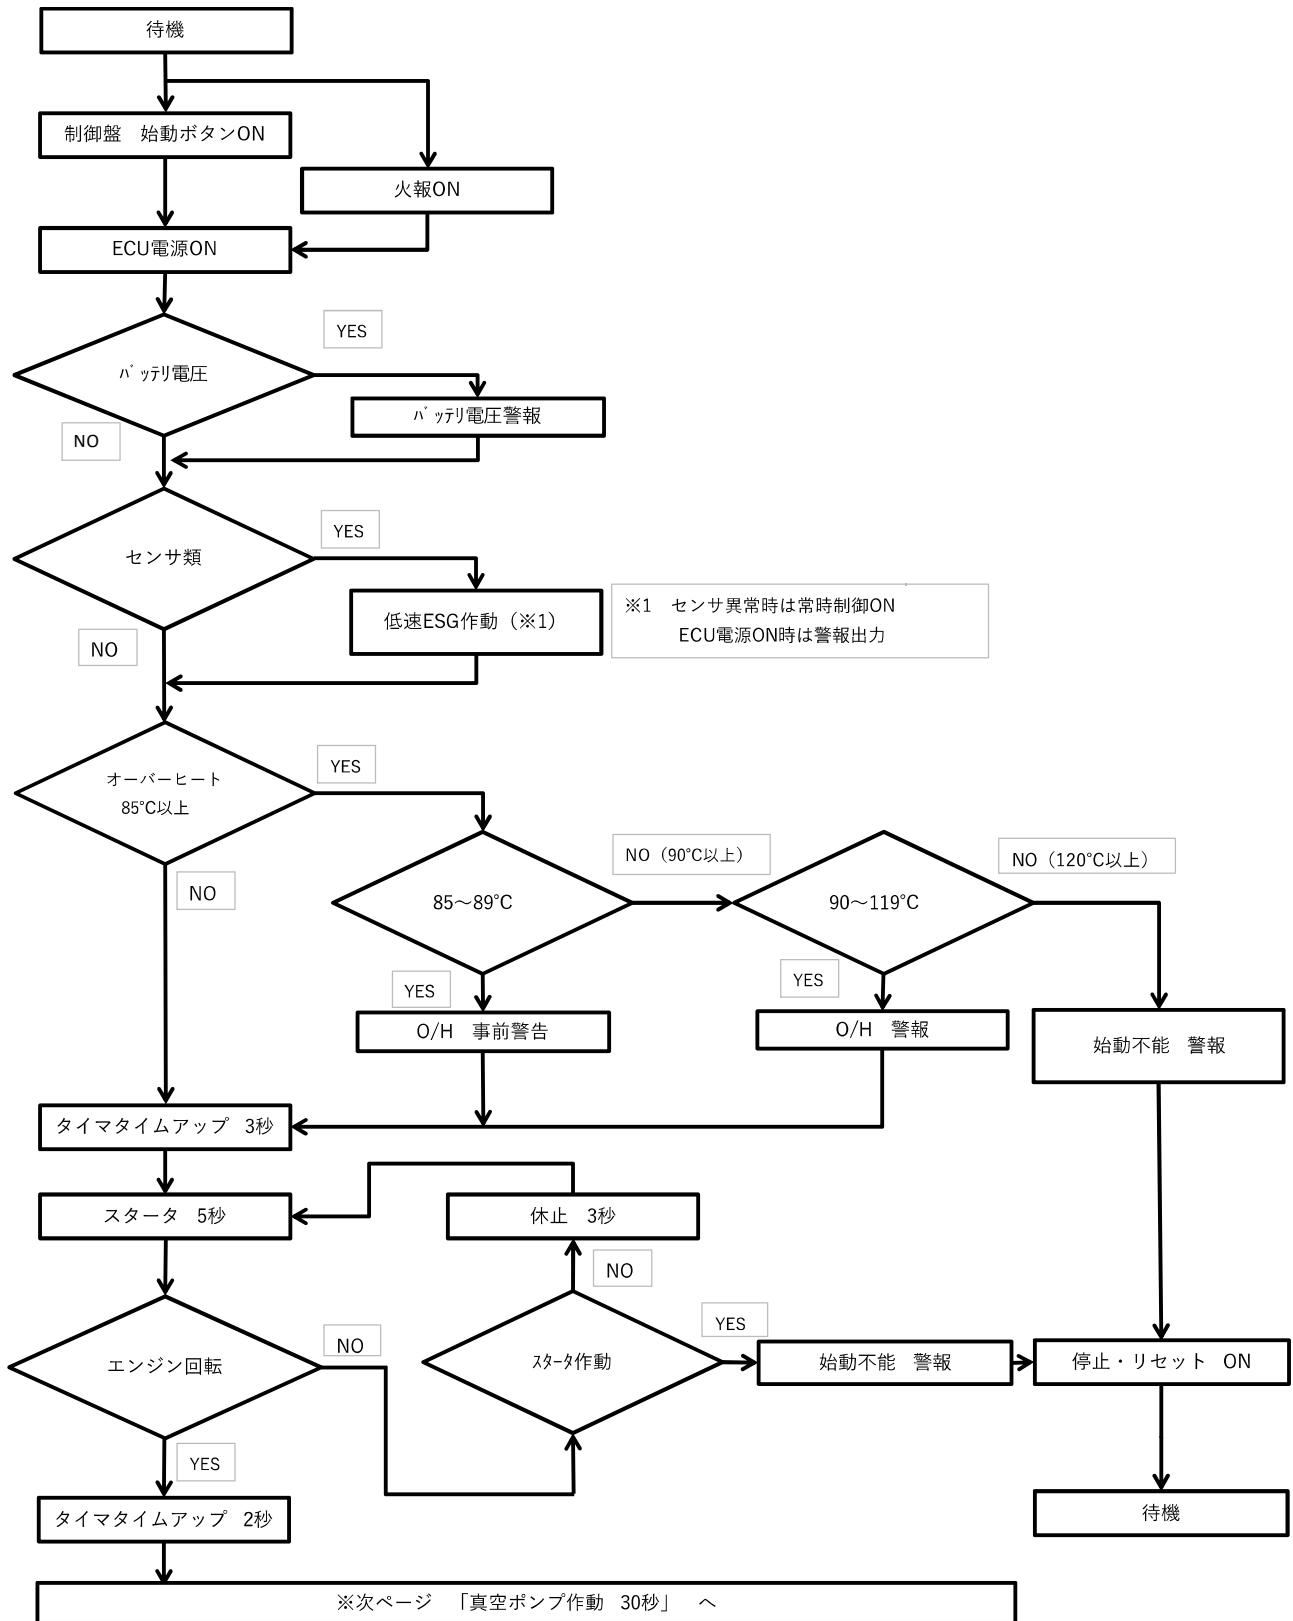 待機
制御盤　始動ボタンON
火報ON
ECU電源ON
YES
ﾊﾞｯﾃﾘ電圧
ﾊﾞｯﾃﾘ電圧警報
NO
YES
センサ類
低速ESG作動（※1）
※1　センサ異常時は常時制御ON
ECU電源ON時は警報出力
NO
YES
オーバーヒート
85℃以上
NO（90℃以上）
NO（120℃以上）
NO
85～89℃
90～119℃
YES
YES
O/H　事前警告
O/H　警報
始動不能　警報
タイマタイムアップ　3秒
スタータ　5秒
休止　3秒
NO
YES
NO
エンジン回転
ｽﾀｰﾀ作動
始動不能　警報
停止・リセット　ON
YES
タイマタイムアップ　2秒
待機
※次ページ　「真空ポンプ作動　30秒」　へ